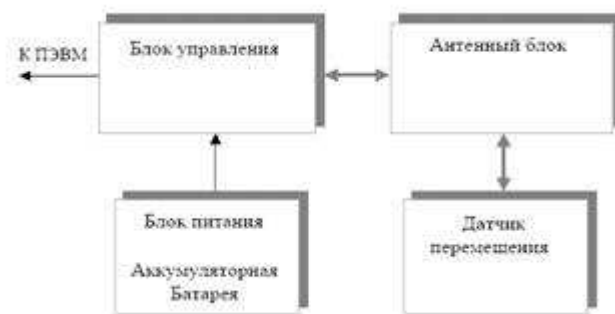 К ПЭВМ
Блок управления
Антенный блок
Блок питания
Аккумуляторная
Батарея
Датчик
перемещения